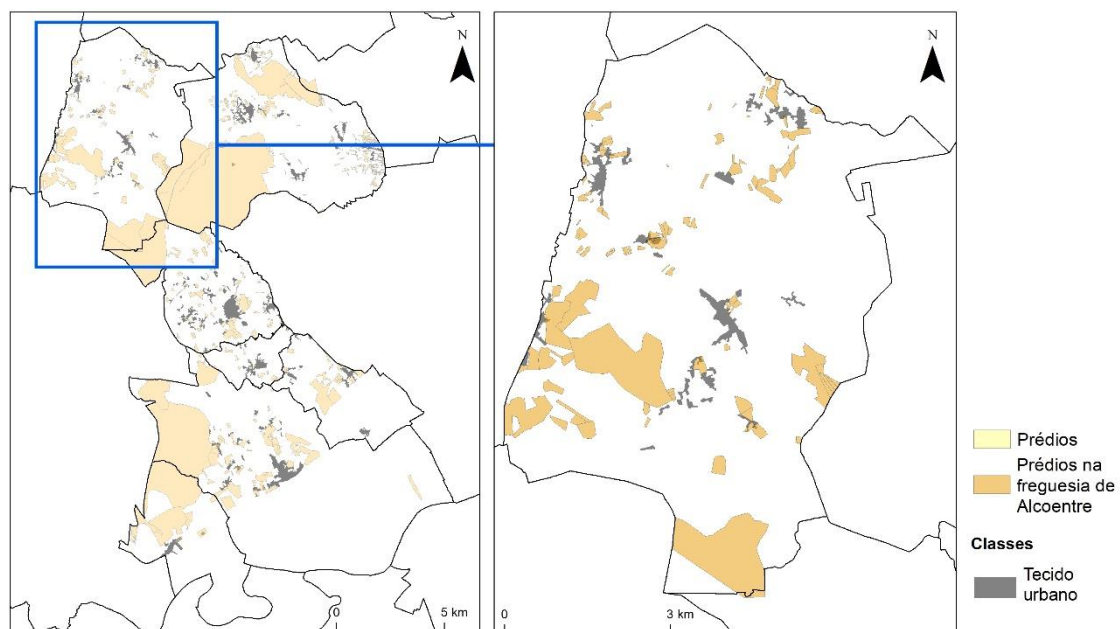 N
N
0
5 km
0
3 km
Prédios
Prédios na
freguesia de
Alcoentre
Classes
Tecido
urbano